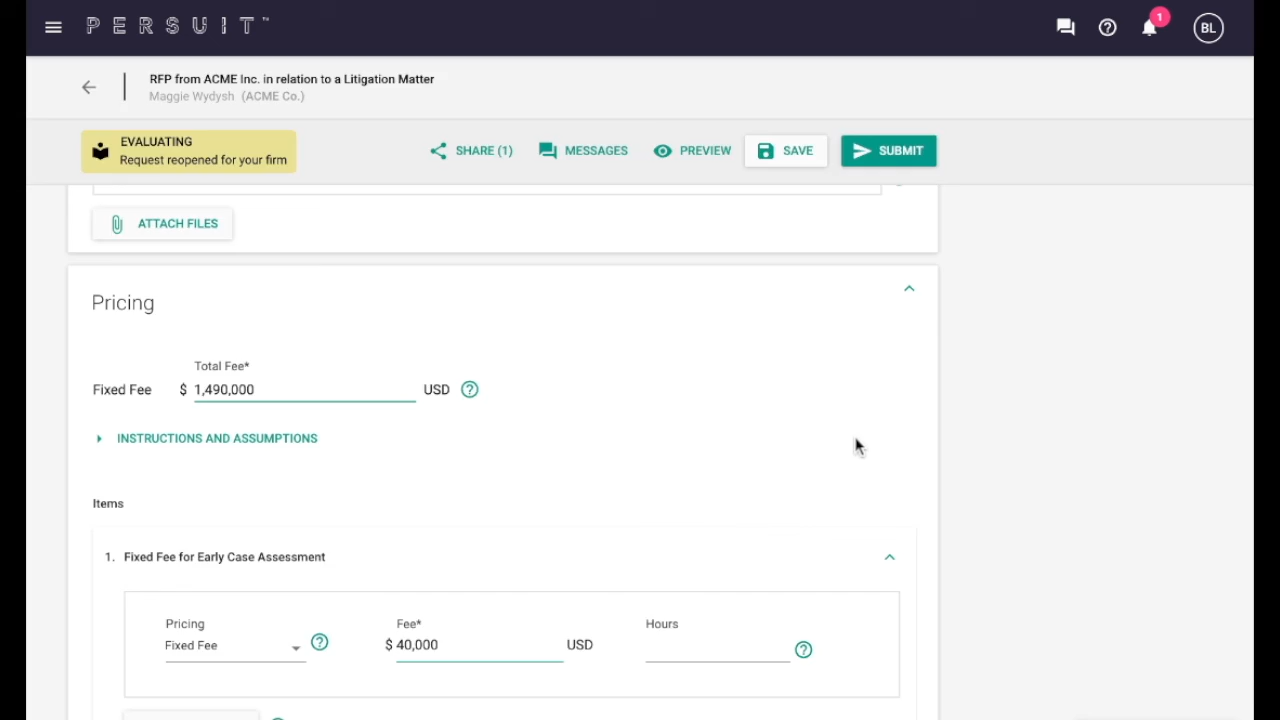 PERSUIT™
1
BL
RFP from ACME Inc. in relation to a Litigation Matter
Maggie Wydysh (ACME Co.)
EVALUATING
Request reopened for your firm
SHARE (1)
MESSAGES
PREVIEW
SAVE
SUBMIT
ATTACH FILES
Pricing
Total Fee*
Fixed Fee $ 1,490,000 USD ?
INSTRUCTIONS AND ASSUMPTIONS
Items
1. Fixed Fee for Early Case Assessment
Pricing Fee* Hours
Fixed Fee ? $ 40,000 USD ?